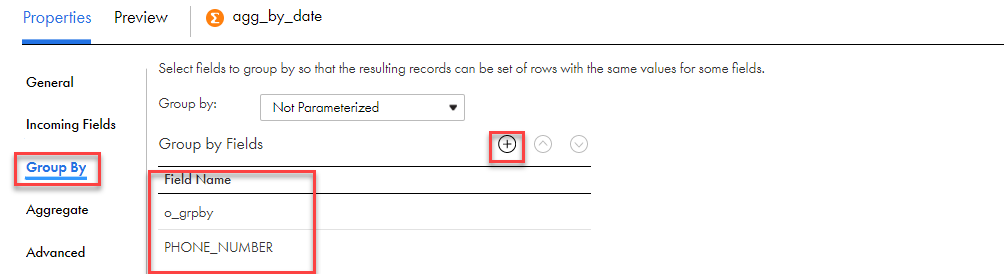 Properties Preview agg_by_date
General
Incoming Fields
Group By
Aggregate
Advanced
Select fields to group by so that the resulting records can be set of rows with the same values for some fields.
Group by: Not Parameterized
Group by Fields
Field Name
o_grpby
PHONE_NUMBER